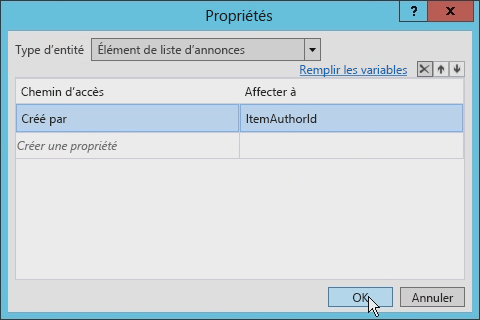 Propriétés
?
Type d'entité Élément de liste d'annonces
Remplir les variables
Chemin d'accès Affecter à
Créé par ItemAuthorId
Créer une propriété
OK Annuler